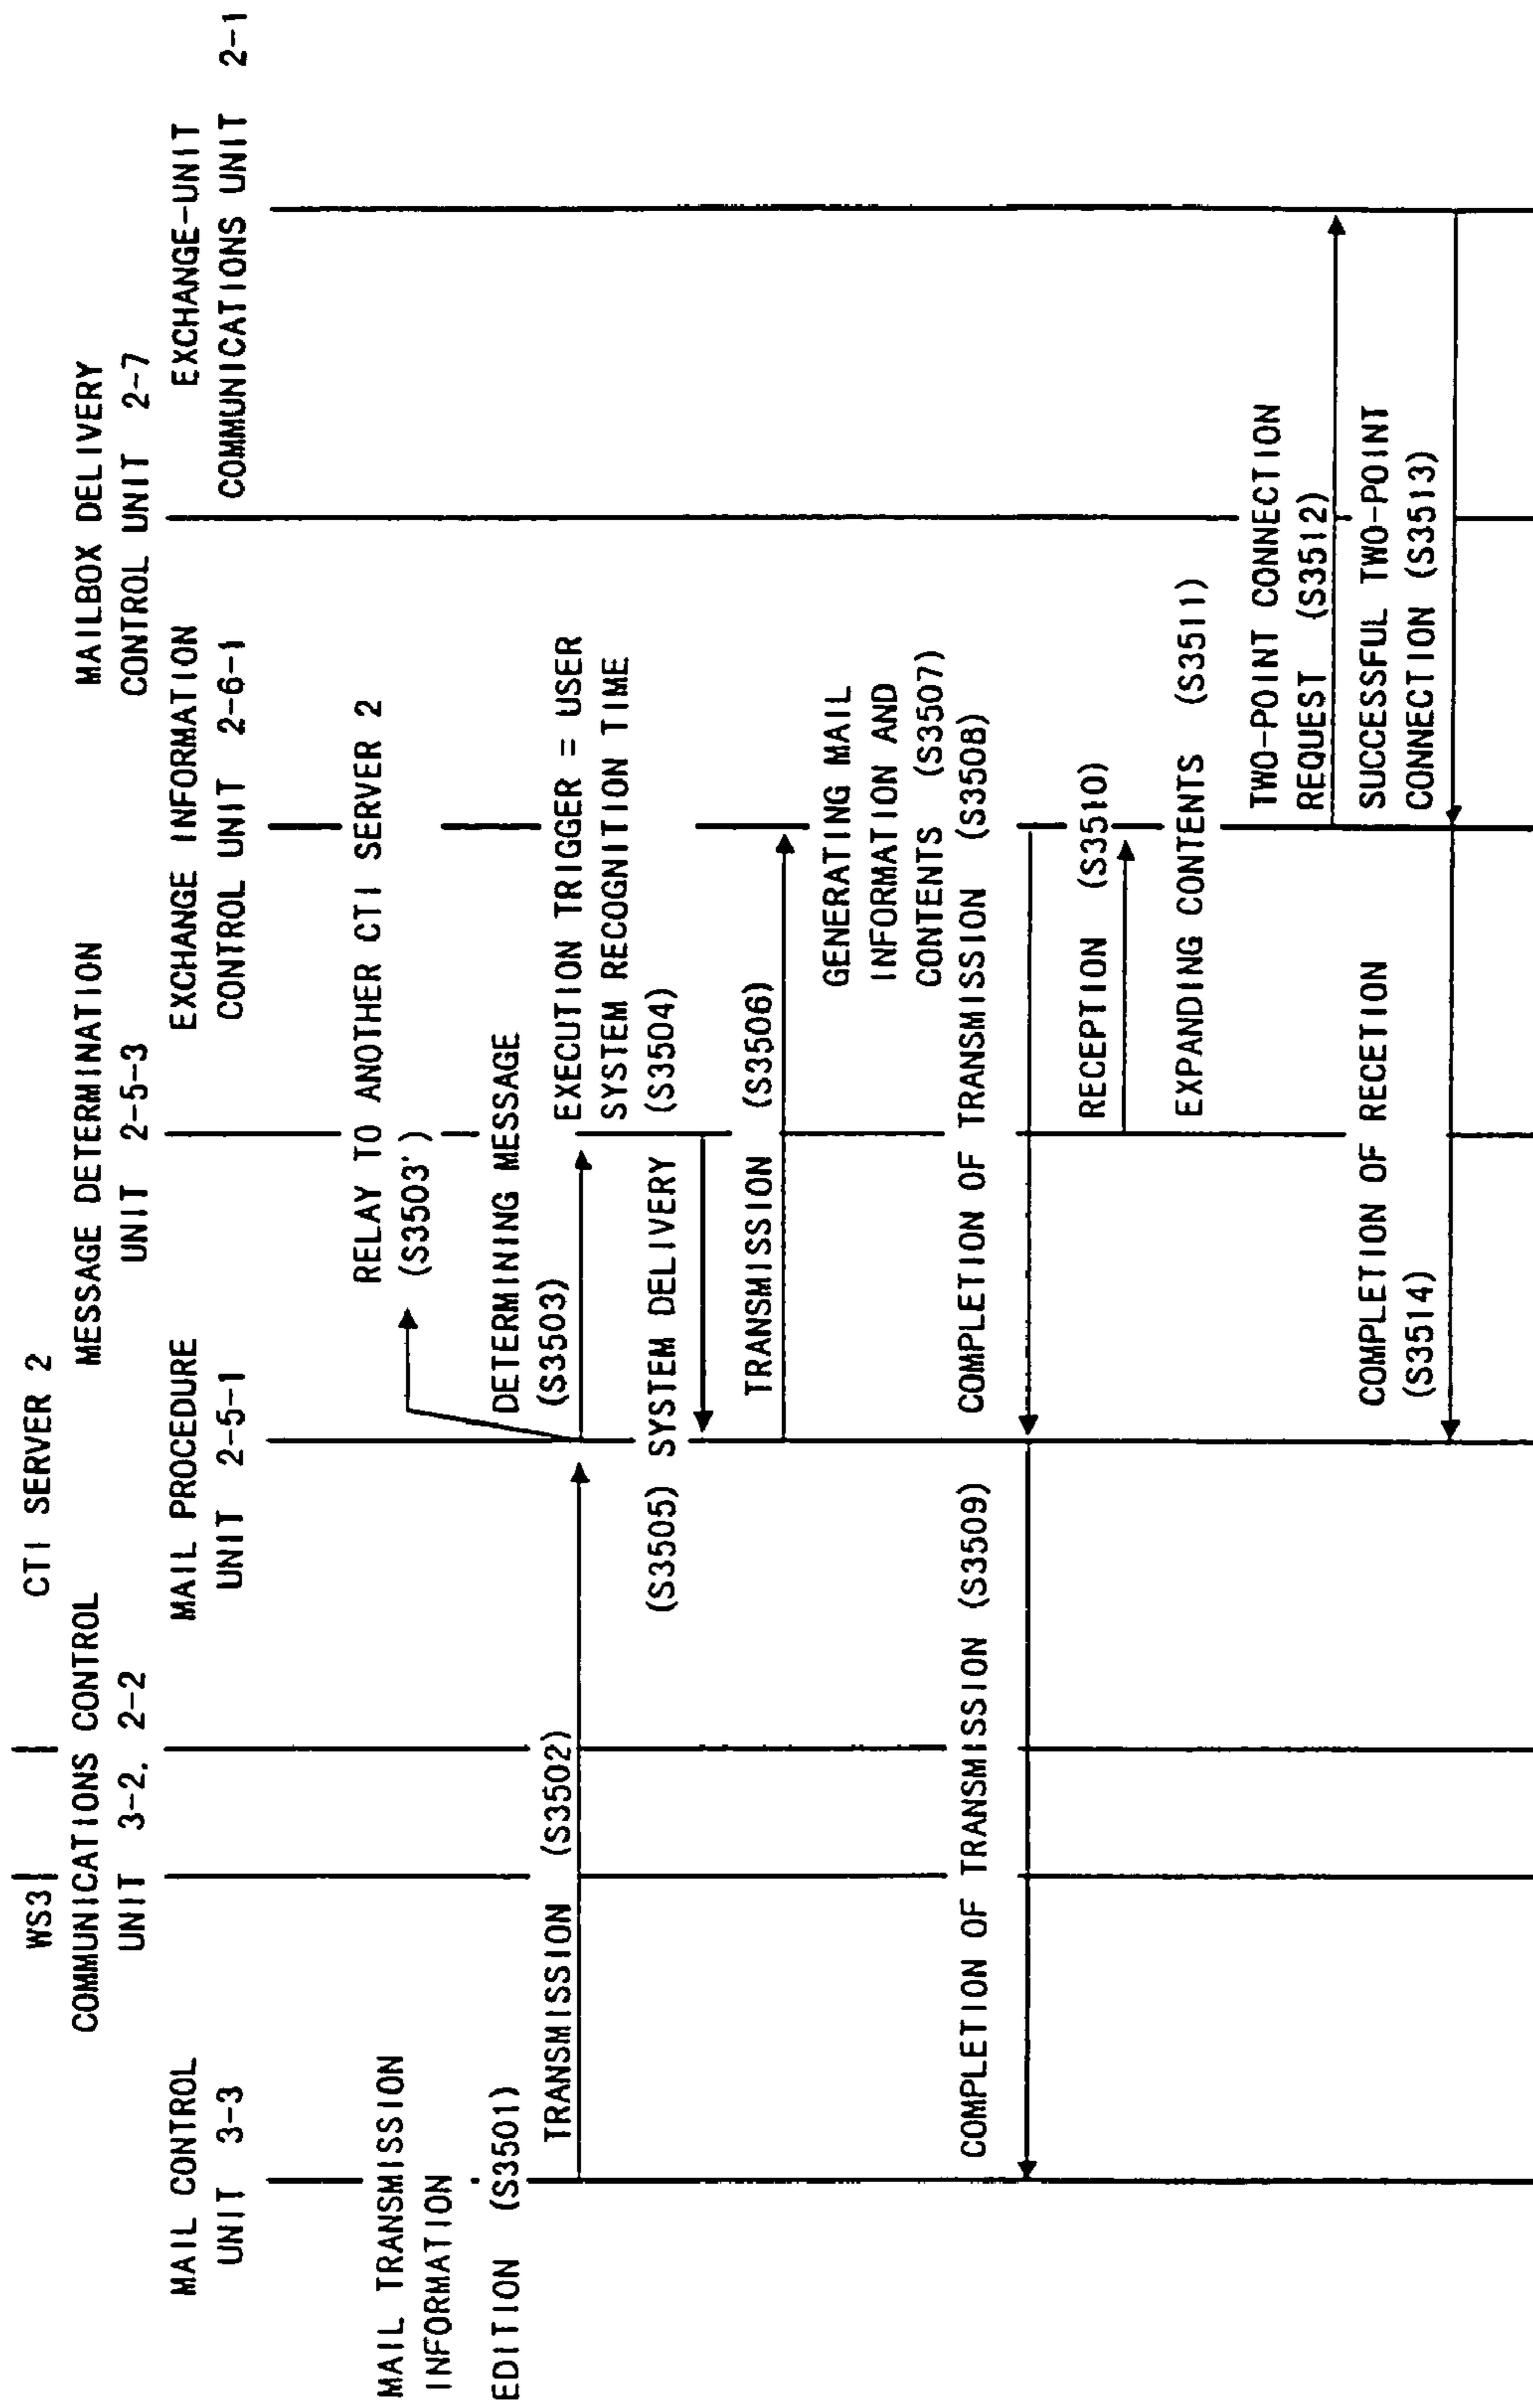 WS3
CTI SERVER 2
COMMUNICATIONS CONTROL
UNIT 3-2, 2-2
MESSAGE DETERMINATION
UNIT 2-5-3
MAILBOX DELIVERY
CONTROL UNIT 2-7
MAIL CONTROL
UNIT 3-3
MAIL PROCEDURE
UNIT 2-5-1
EXCHANGE INFORMATION
CONTROL UNIT 2-6-1
EXCHANGE-UNIT
COMMUNICATIONS UNIT 2-1
MAIL TRANSMISSION
INFORMATION
EDITION (S3501)
RELAY TO ANOTHER CTI SERVER 2
(S3503')
TRANSMISSION (S3502)
DETERMINING MESSAGE
(S3503)
EXECUTION TRIGGER = USER
SYSTEM RECOGNITION TIME
(S3504)
(S3505) SYSTEM DELIVERY
TRANSMISSION (S3506)
GENERATING MAIL
INFORMATION AND
CONTENTS (S3507)
COMPLETION OF TRANSMISSION (S3508)
COMPLETION OF TRANSMISSION (S3509)
RECEPTION (S3510)
EXPANDING CONTENTS (S3511)
TWO-POINT CONNECTION
REQUEST (S3512)
SUCCESSFUL TWO-POINT
CONNECTION (S3513)
COMPLETION OF RECETION
(S3514)